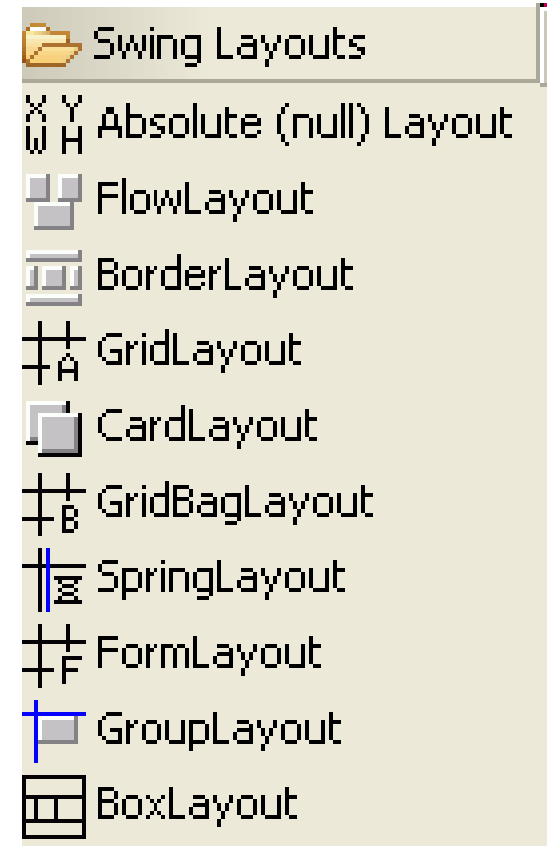 Swing Layouts
X Y
W H
Absolute (null) Layout
FlowLayout
BorderLayout
A
GridLayout
CardLayout
B
GridBagLayout
SpringLayout
F
FormLayout
GroupLayout
BoxLayout